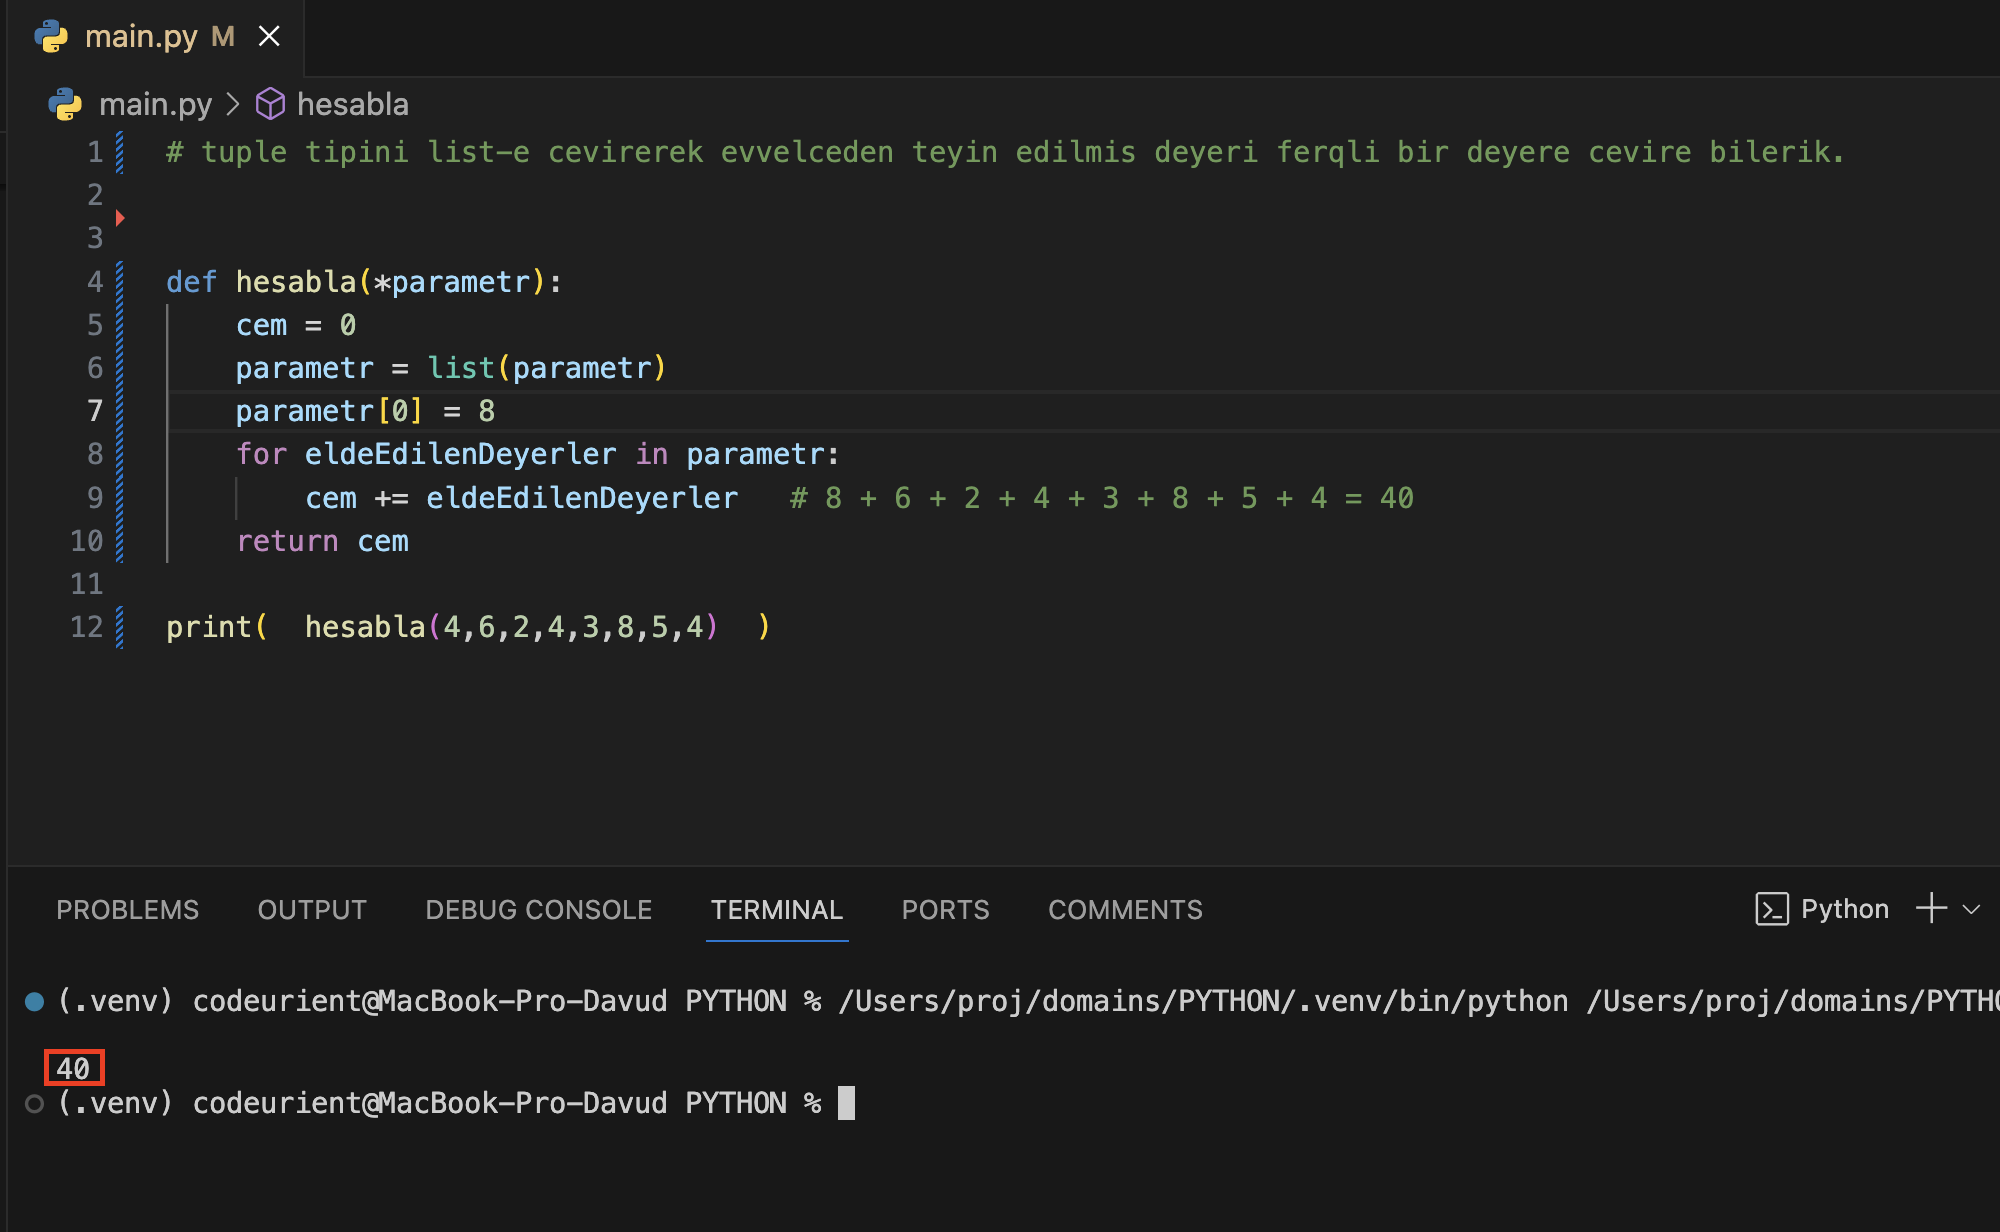 main.py M
main.py > hesabla
1 # tuple tipini list-e cevirerek evvelceden teyin edilmis deyeri ferqli bir deyere cevire bilerik.
2
3
4 def hesabla(*parametr):
5     cem = 0
6     parametr = list(parametr)
7     parametr[0] = 8
8     for eldeEdilenDeyerler in parametr:
9         cem += eldeEdilenDeyerler   # 8 + 6 + 2 + 4 + 3 + 8 + 5 + 4 = 40
10     return cem
11
12 print(  hesabla(4,6,2,4,3,8,5,4)  )
PROBLEMS OUTPUT DEBUG CONSOLE TERMINAL PORTS COMMENTS Python
(.venv) codeurient@MacBook-Pro-Davud PYTHON % /Users/proj/domains/PYTHON/.venv/bin/python /Users/proj/domains/PYTHO
40
(.venv) codeurient@MacBook-Pro-Davud PYTHON %